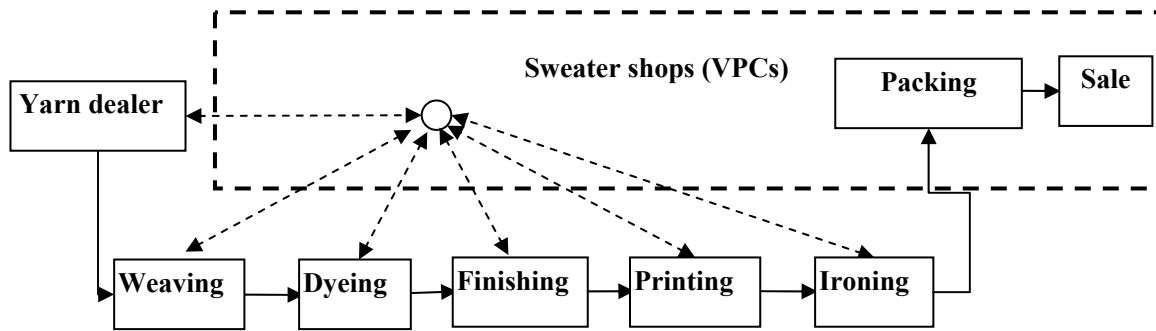 Sweater shops (VPCs)
Packing
Sale
Yarn dealer
Weaving
Dyeing
Finishing
Printing
Ironing